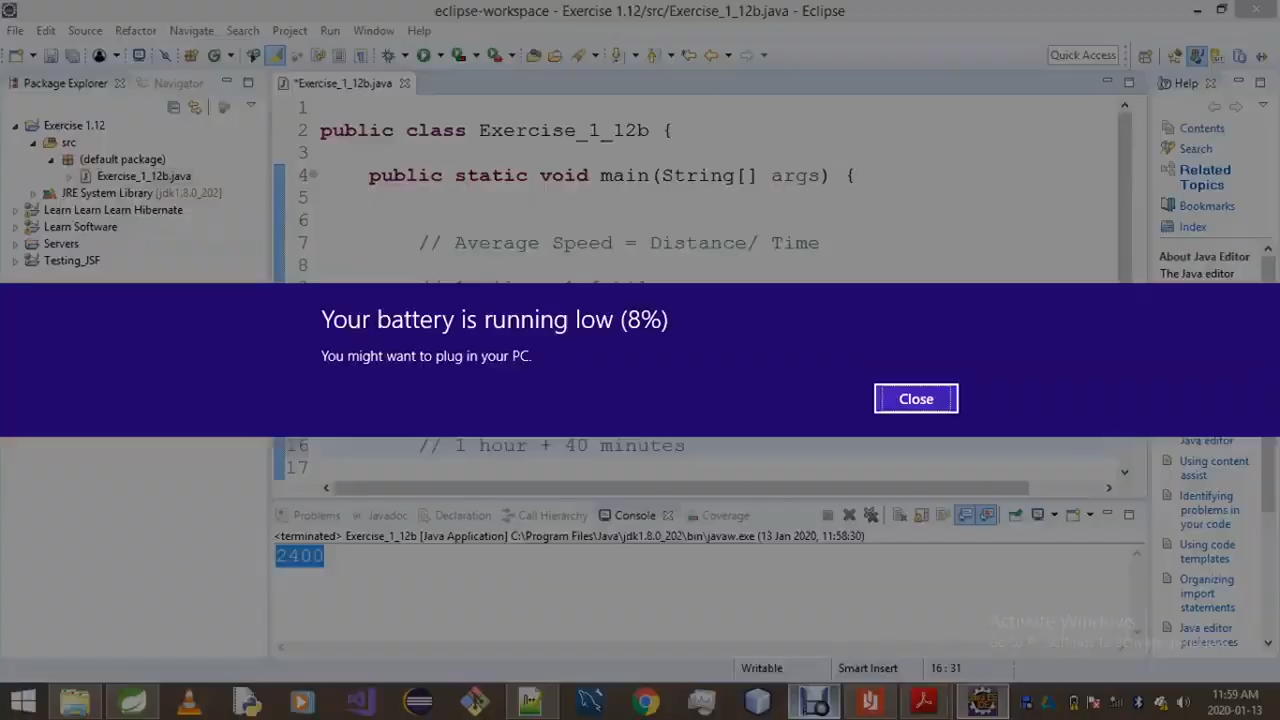 eclipse-workspace - Exercise 1.12/src/Exercise_1_12b.java - Eclipse
File Edit Source Refactor Navigate Search Project Run Window Help
Quick Access
Package Explorer
Navigator
Exercise 1.12
src
(default package)
Exercise_1_12b.java
JRE System Library [jdk1.8.0_202]
Learn Learn Learn Hibernate
Learn Software
Servers
Testing_JSF
*Exercise_1_12b.java
1
2 public class Exercise_1_12b {
3
4 public static void main(String[] args) {
5
6
7 // Average Speed = Distance/ Time
8
Your battery is running low (8%)
You might want to plug in your PC.
Close
16 // 1 hour + 40 minutes
17
Help
Contents
Search
Related
Topics
Bookmarks
Index
About Java Editor
The Java editor
Java editor
Using content
assist
Identifying
problems in
your code
Using code
templates
Organizing
import
statements
Java editor
preferences
Problems Javadoc Declaration Call Hierarchy Console Coverage
<terminated> Exercise_1_12b [Java Application] C:\Program Files\Java\jdk1.8.0_202\bin\javaw.exe (13 Jan 2020, 11:58:30)
2400
Activate Windows
Writable Smart Insert 16 : 31
11:59 AM
2020-01-13